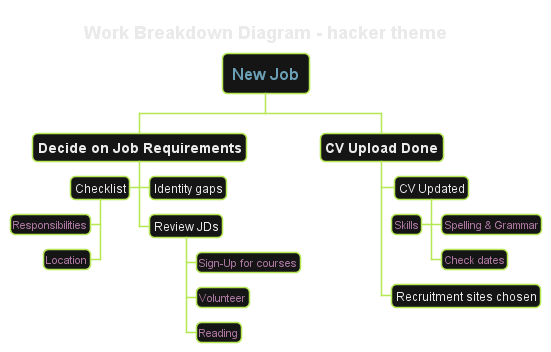 Work Breakdown Diagram - hacker theme
New Job
Decide on Job Requirements
CV Upload Done
Checklist
Identity gaps
CV Updated
Responsibilities
Review JDs
Skills
Spelling & Grammar
Location
Sign-Up for courses
Check dates
Volunteer
Recruitment sites chosen
Reading